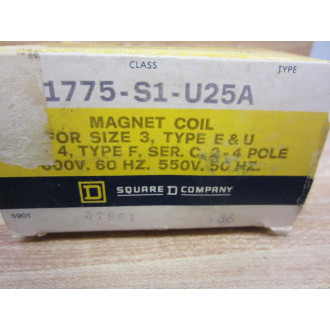 CLASS TYPE
1775-S1-U25A
MAGNET COIL
FOR SIZE 3, TYPE E & U
4, TYPE F, SER. C, 2-4 POLE
600V. 60 HZ. 550V. 50 HZ.
D SQUARE D COMPANY
5901 37861